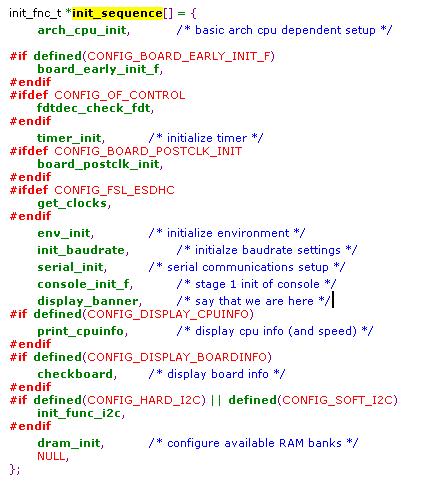 init_fnc_t *init_sequence[] = {
arch_cpu_init, /* basic arch cpu dependent setup */
#if defined(CONFIG_BOARD_EARLY_INIT_F)
board_early_init_f,
#endif
#ifdef CONFIG_OF_CONTROL
fdtdec_check_fdt,
#endif
timer_init, /* initialize timer */
#ifdef CONFIG_BOARD_POSTCLK_INIT
board_postclk_init,
#endif
#ifdef CONFIG_FSL_ESDHC
get_clocks,
#endif
env_init, /* initialize environment */
init_baudrate, /* initialze baudrate settings */
serial_init, /* serial communications setup */
console_init_f, /* stage 1 init of console */
display_banner, /* say that we are here */
#if defined(CONFIG_DISPLAY_CPUINFO)
print_cpuinfo, /* display cpu info (and speed) */
#endif
#if defined(CONFIG_DISPLAY_BOARDINFO)
checkboard, /* display board info */
#endif
#if defined(CONFIG_HARD_I2C) || defined(CONFIG_SOFT_I2C)
init_func_i2c,
#endif
dram_init, /* configure available RAM banks */
NULL,
};